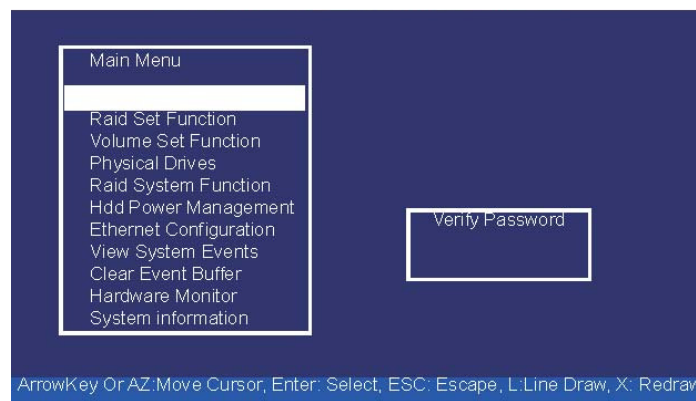 Main Menu
Raid Set Function
Volume Set Function
Physical Drives
Raid System Function
Hdd Power Management
Ethernet Configuration
View System Events
Clear Event Buffer
Hardware Monitor
System information
Verify Password
ArrowKey Or AZ:Move Cursor, Enter: Select, ESC: Escape, L:Line Draw, X: Redraw